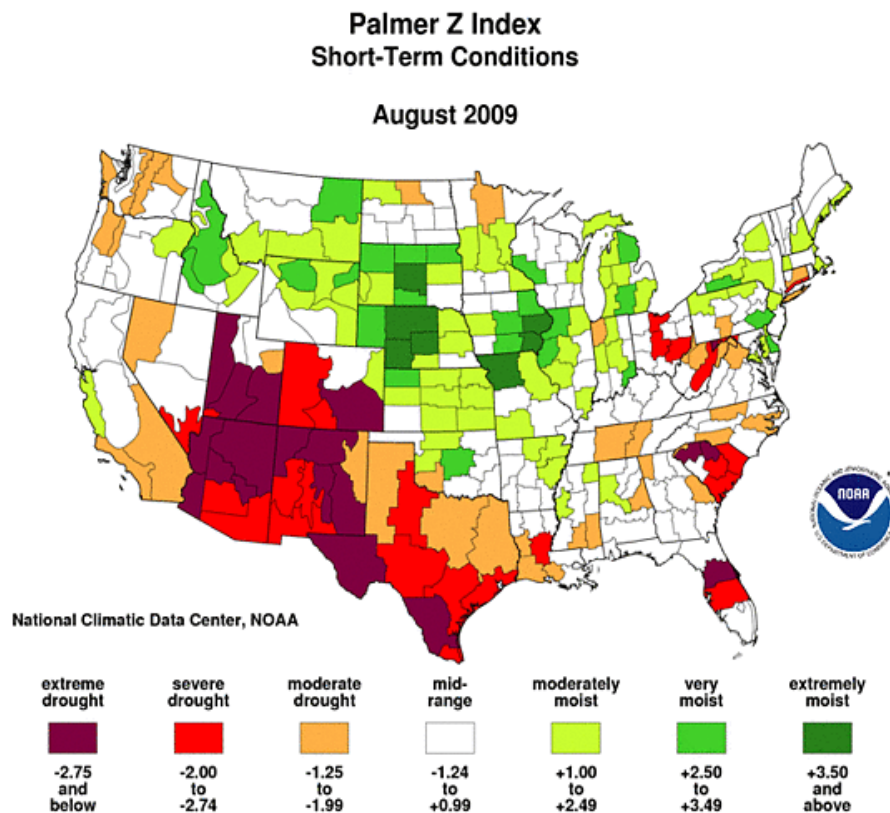 Palmer Z Index
Short-Term Conditions
August 2009
NOAA
National Climatic Data Center, NOAA
extreme drought
severe drought
moderate drought
mid-range
moderately moist
very moist
extremely moist
-2.75 and below
-2.00 to -2.74
-1.25 to -1.99
-1.24 to +0.99
+1.00 to +2.49
+2.50 to +3.49
+3.50 and above